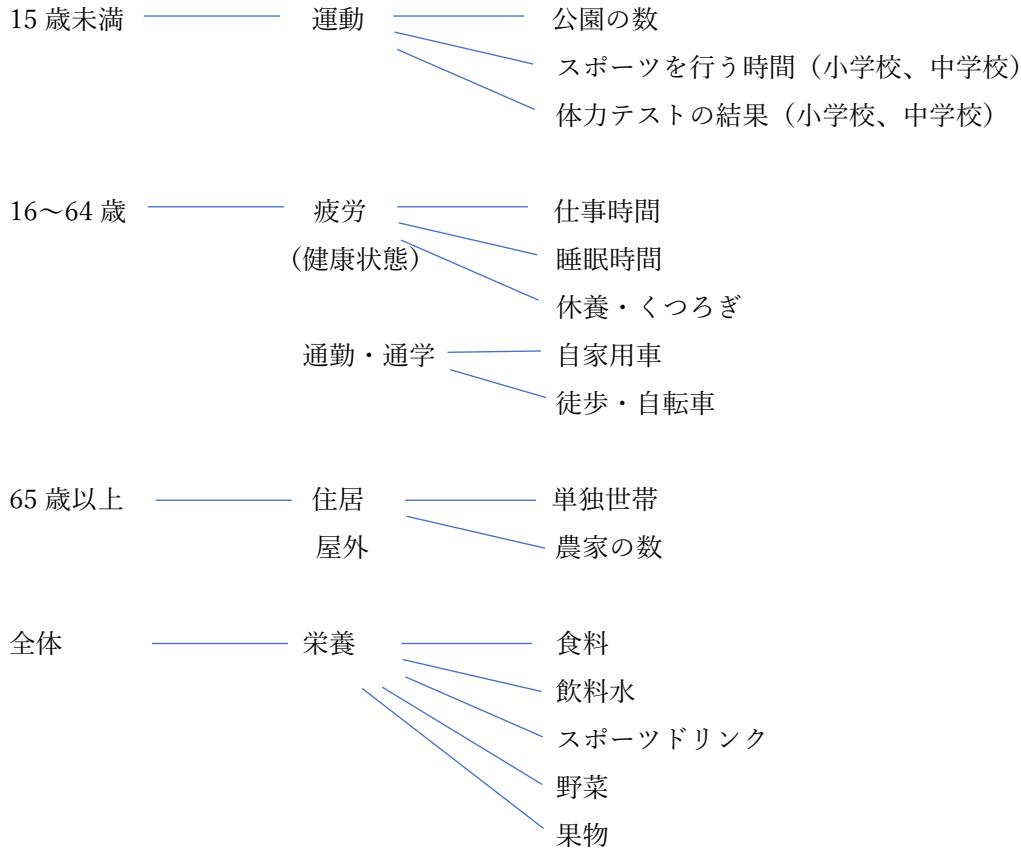 15 歳未満 運動 公園の数
スポーツを行う時間（小学校、中学校）
体力テストの結果（小学校、中学校）
16～64 歳 疲労 仕事時間
（健康状態） 睡眠時間
休養・くつろぎ
通勤・通学 自家用車
徒歩・自転車
65 歳以上 住居 単独世帯
屋外 農家の数
全体 栄養 食料
飲料水
スポーツドリンク
野菜
果物